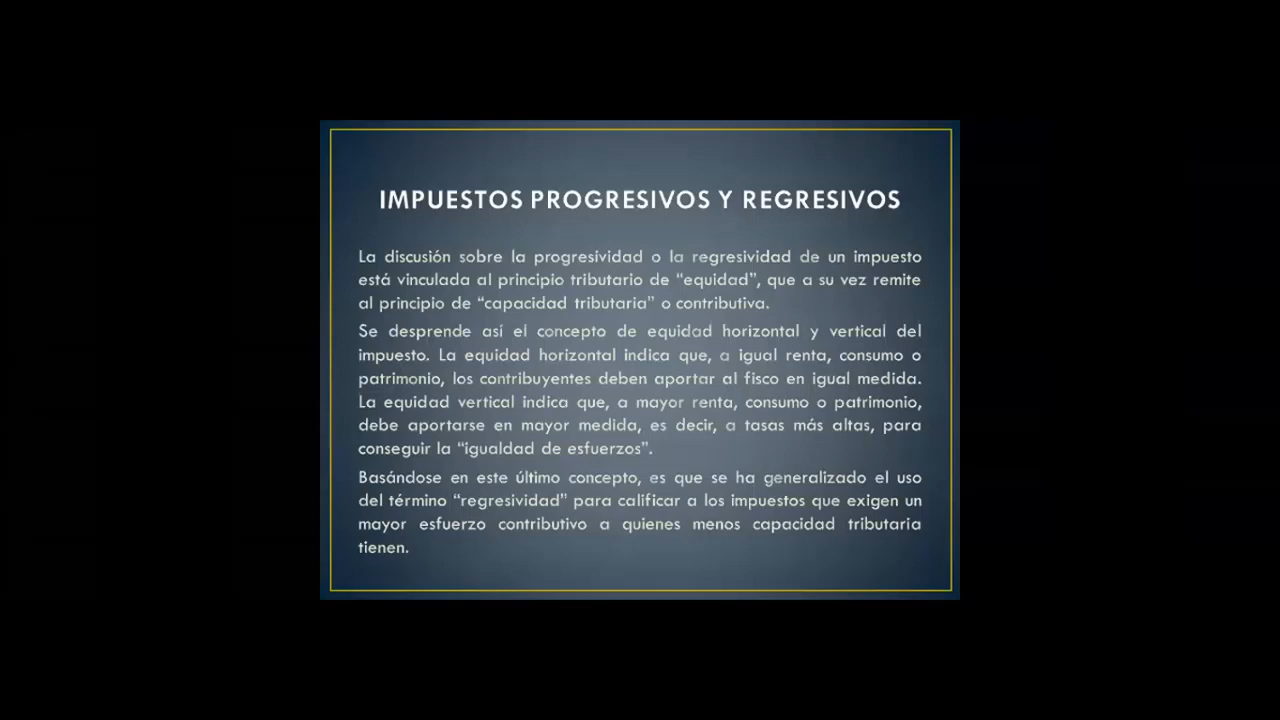 IMPUESTOS PROGRESIVOS Y REGRESIVOS
La discusión sobre la progresividad o la regresividad de un impuesto
está vinculada al principio tributario de “equidad”, que a su vez remite
al principio de “capacidad tributaria” o contributiva.
Se desprende así el concepto de equidad horizontal y vertical del
impuesto. La equidad horizontal indica que, a igual renta, consumo o
patrimonio, los contribuyentes deben aportar al fisco en igual medida.
La equidad vertical indica que, a mayor renta, consumo o patrimonio,
debe aportarse en mayor medida, es decir, a tasas más altas, para
conseguir la “igualdad de esfuerzos”.
Basándose en este último concepto, es que se ha generalizado el uso
del término “regresividad” para calificar a los impuestos que exigen un
mayor esfuerzo contributivo a quienes menos capacidad tributaria
tienen.